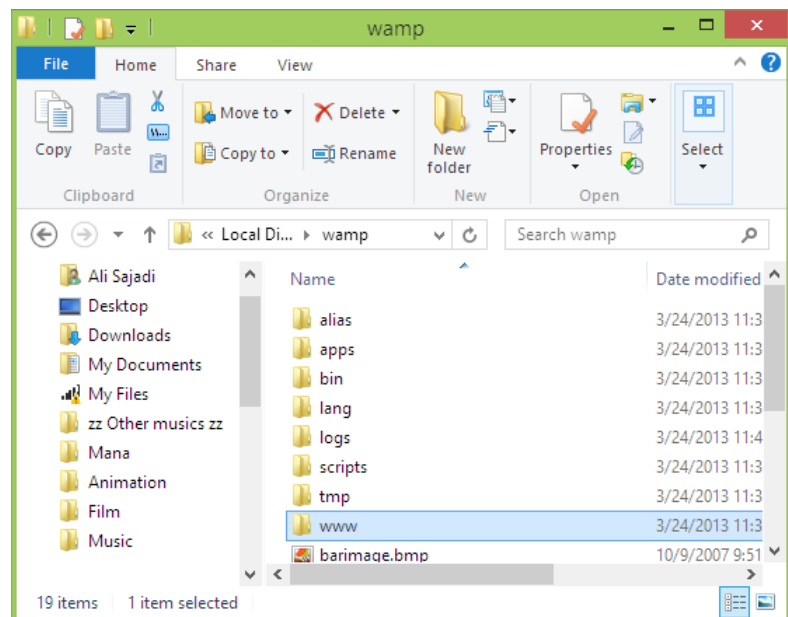 wamp
File Home Share View
Copy Paste W... Move to Copy to Delete Rename New folder Properties Select
Clipboard Organize New Open
« Local Di... wamp Search wamp
Name Date modified
Ali Sajadi
Desktop
Downloads
My Documents
My Files
zz Other musics zz
Mana
Animation
Film
Music
alias 3/24/2013 11:3
apps 3/24/2013 11:3
bin 3/24/2013 11:3
lang 3/24/2013 11:3
logs 3/24/2013 11:4
scripts 3/24/2013 11:3
tmp 3/24/2013 11:3
www 3/24/2013 11:3
barimage.bmp 10/9/2007 9:51
19 items 1 item selected